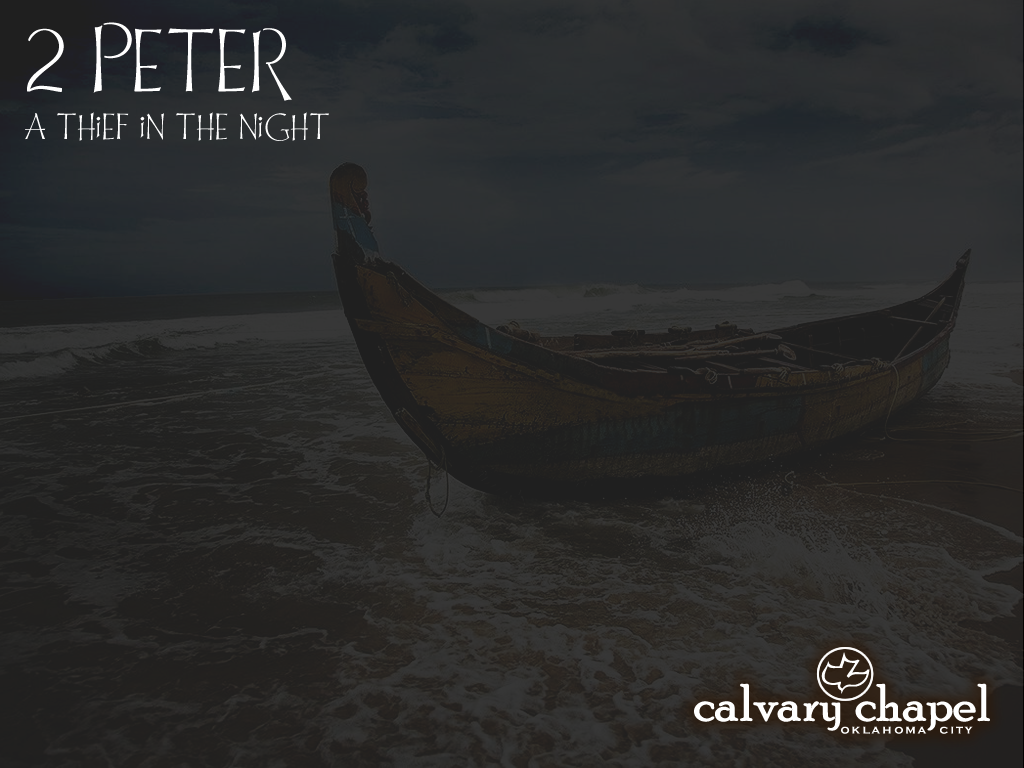 2 PETER
A THiEF iN THE NiGHT
calvary chapel
OKLAHOMA CITY